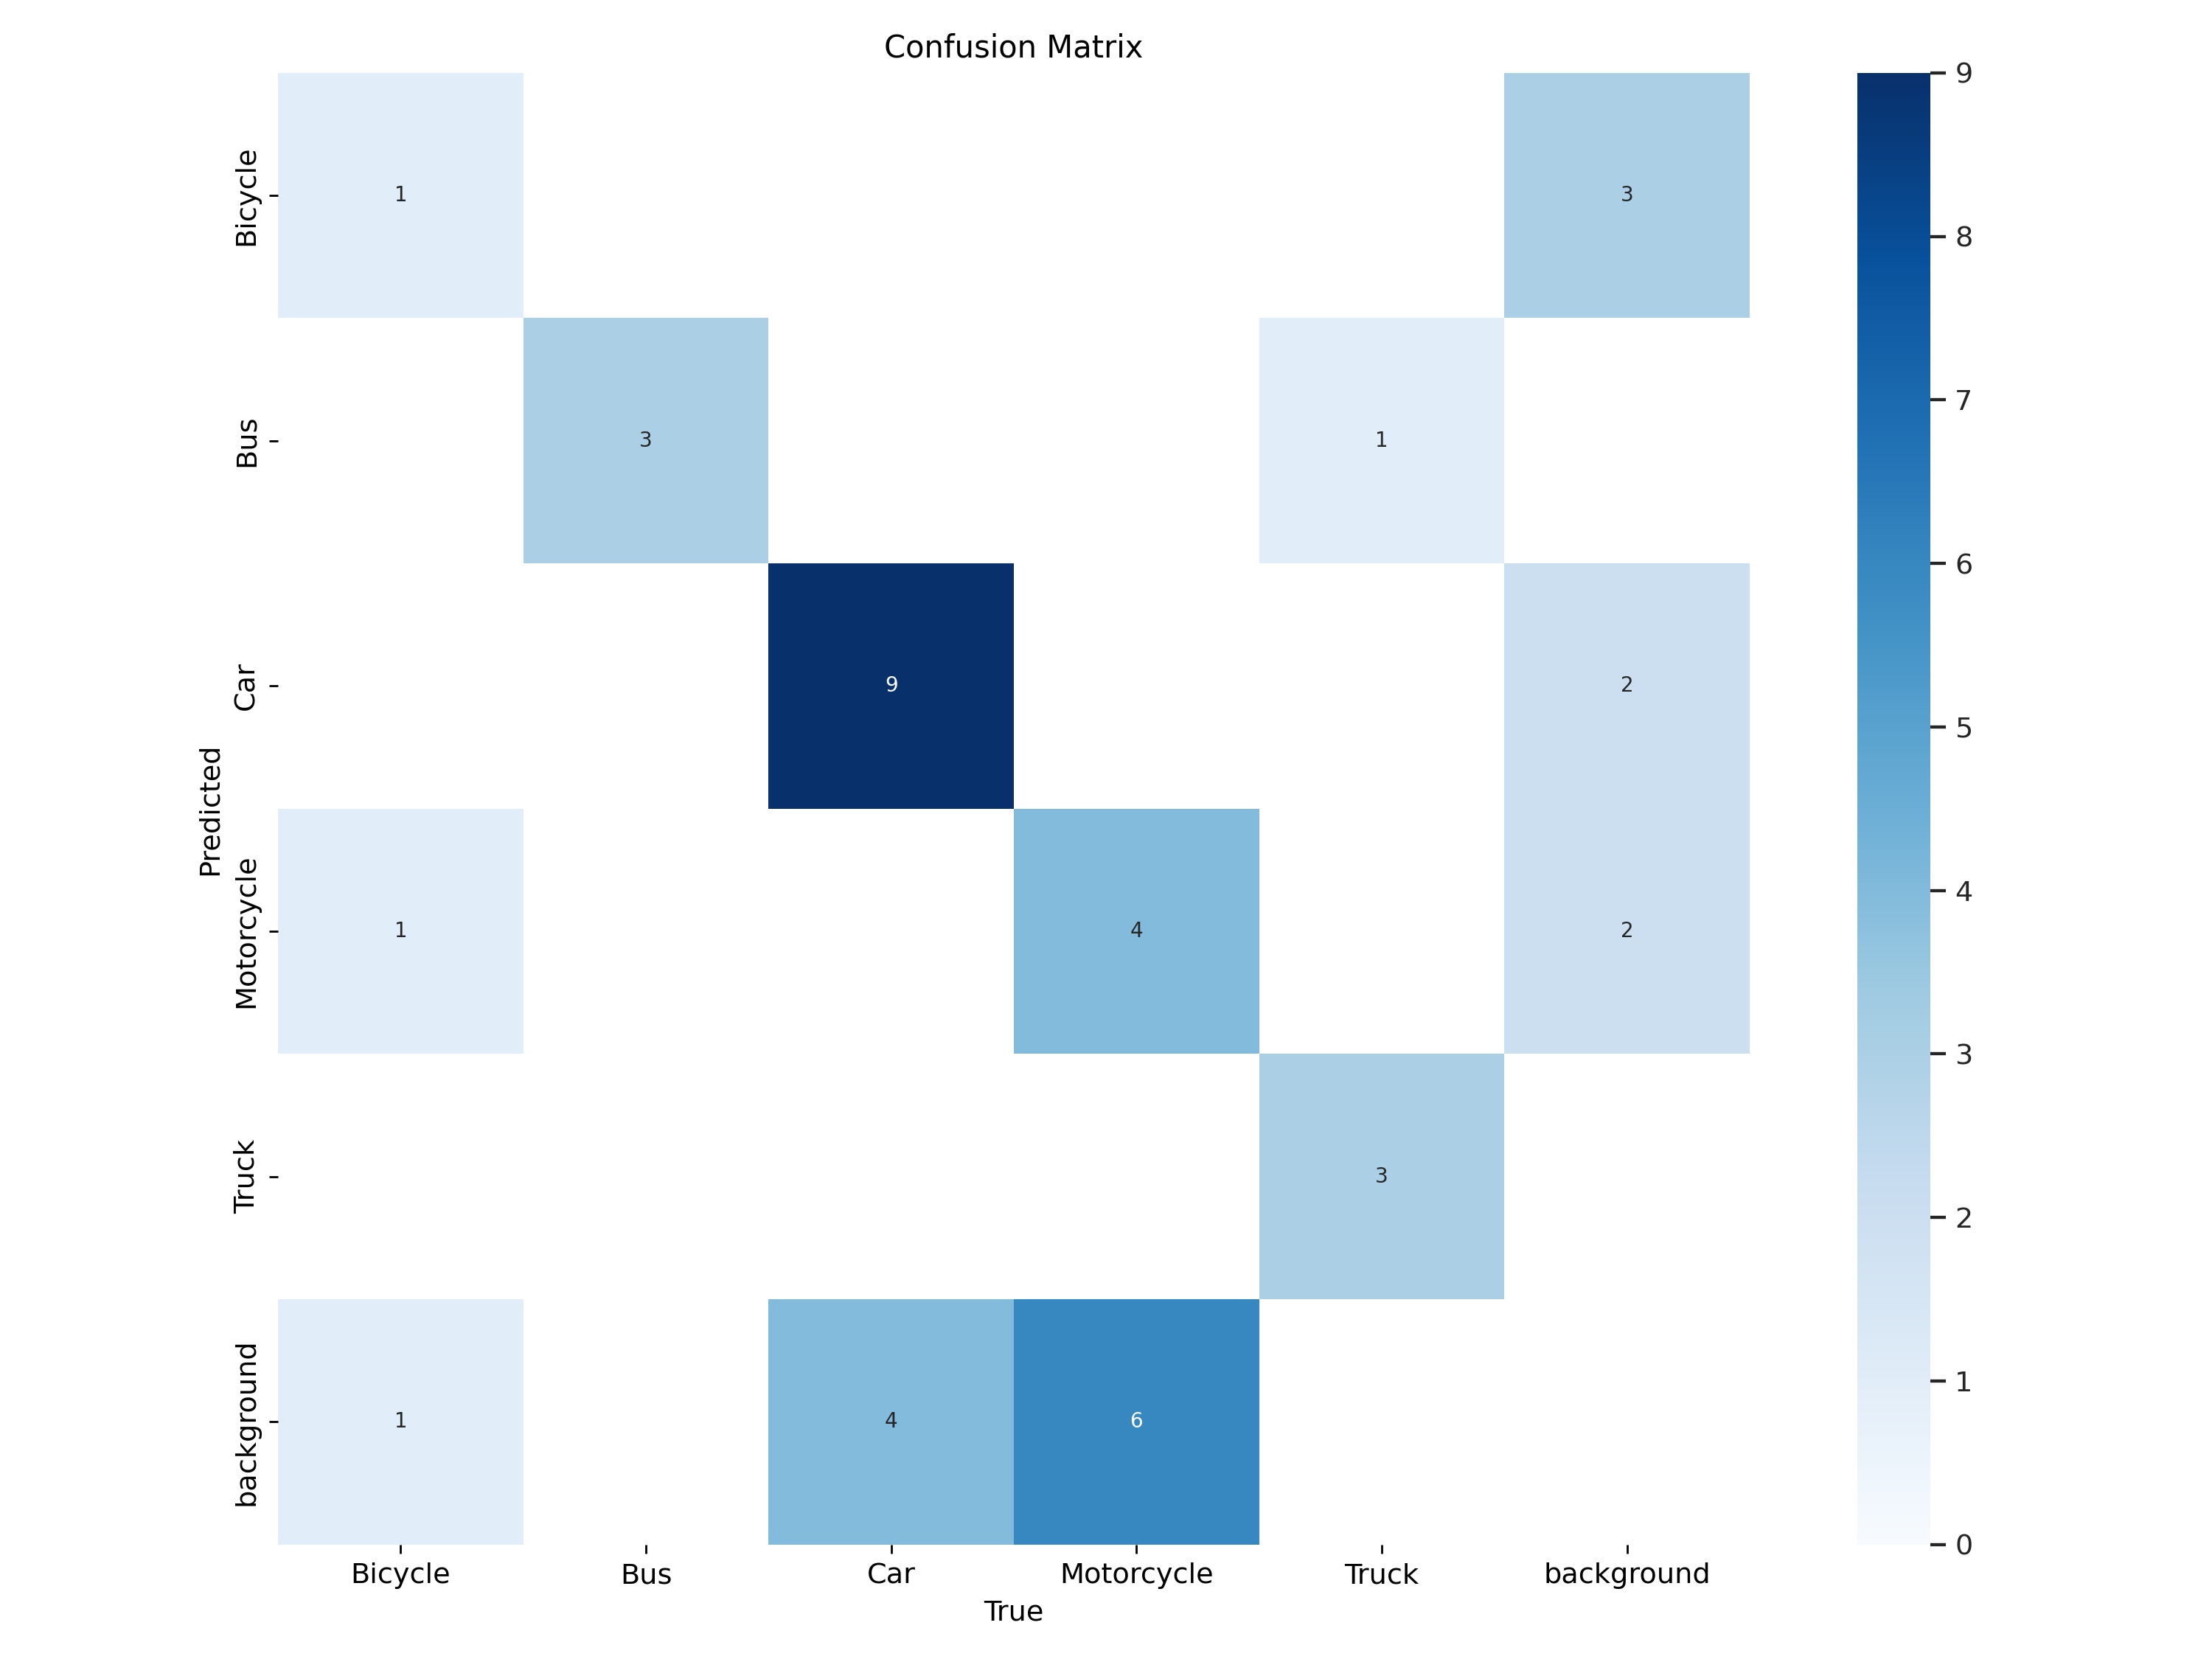 Confusion Matrix
Bicycle
1
3
Bus
3
1
Car
9
2
Motorcycle
1
4
2
Truck
3
background
1
4
6
Predicted
Bicycle
Bus
Car
Motorcycle
Truck
background
True
9
8
7
6
5
4
3
2
1
0